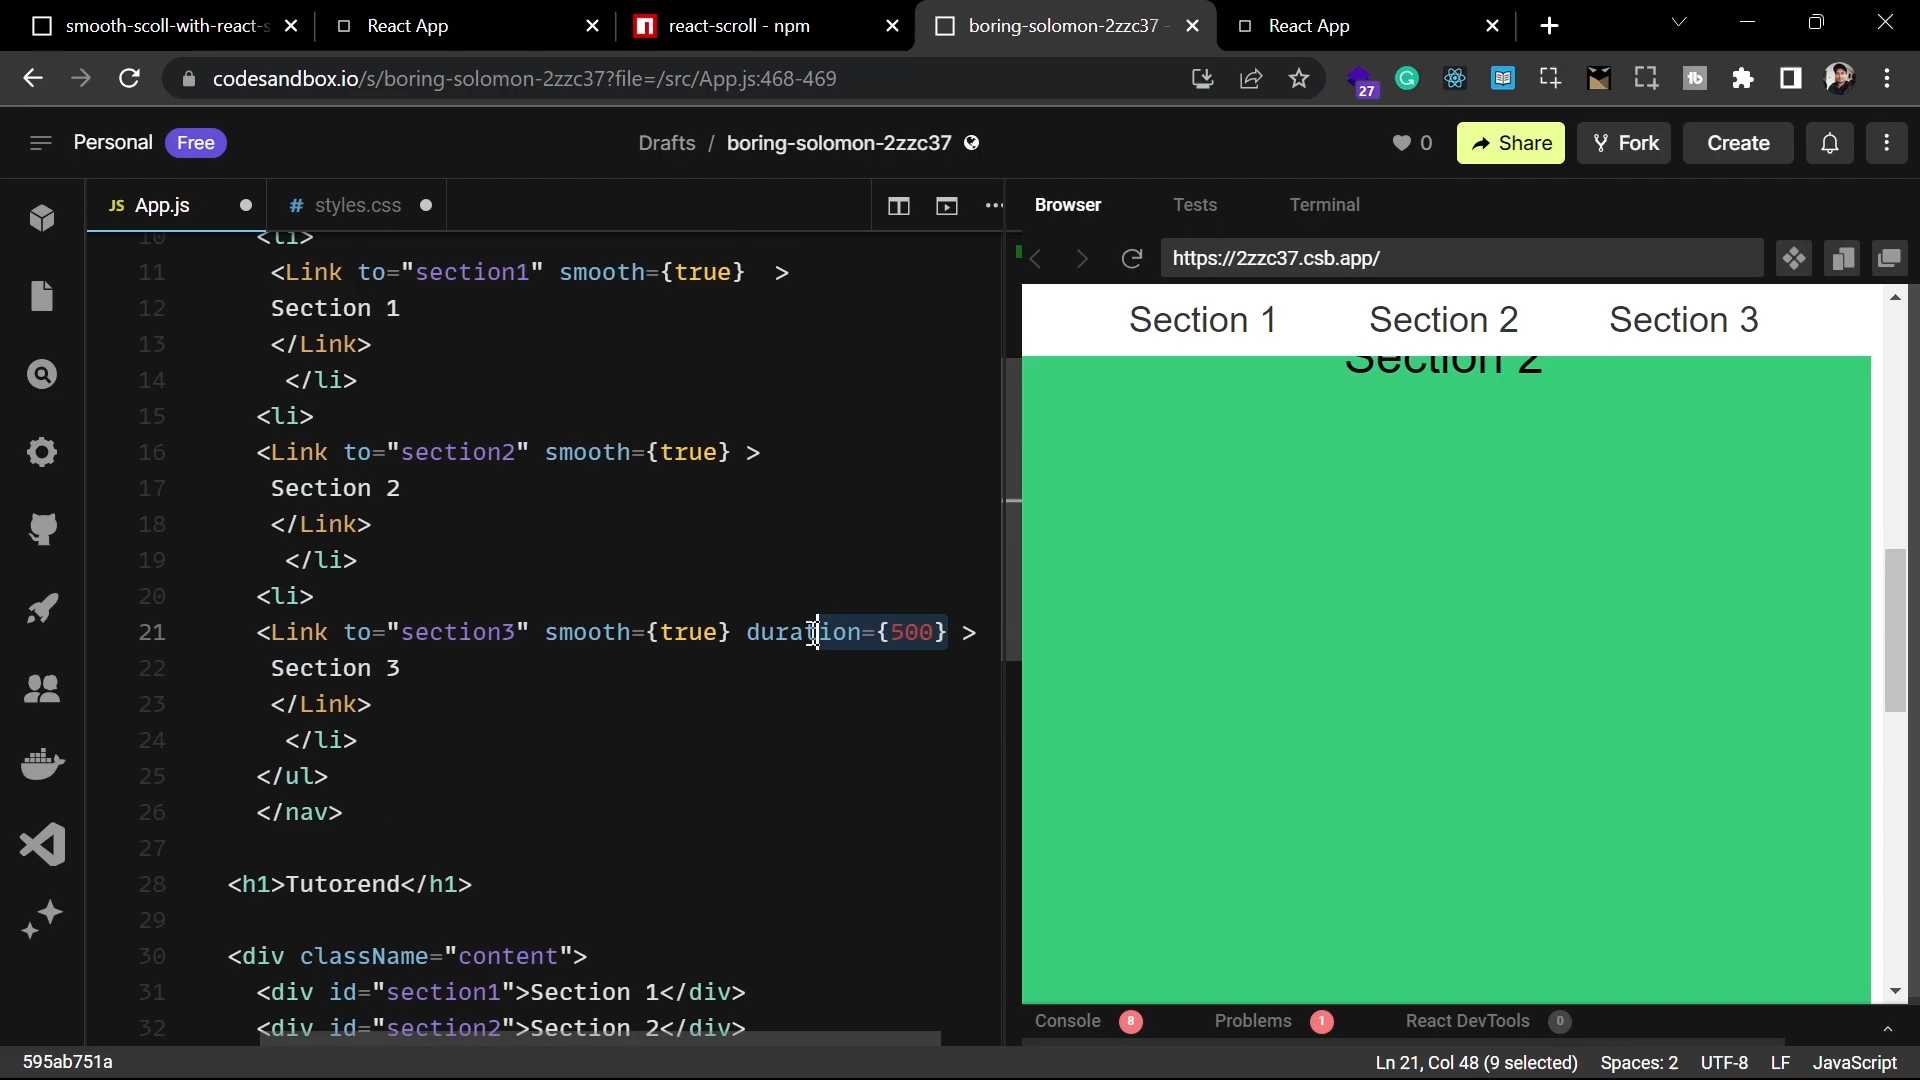 smooth-scoll-with-react-s
React App
react-scroll - npm
boring-solomon-2zzc37 -
React App
codesandbox.io/s/boring-solomon-2zzc37?file=/src/App.js:468-469
27
Personal Free
Drafts / boring-solomon-2zzc37
0
Share
Fork
Create
JS App.js
# styles.css
Browser
Tests
Terminal
https://2zzc37.csb.app/
10 <li>
11 <Link to="section1" smooth={true}  >
12 Section 1
13 </Link>
14 </li>
15 <li>
16 <Link to="section2" smooth={true} >
17 Section 2
18 </Link>
19 </li>
20 <li>
21 <Link to="section3" smooth={true} duration={500} >
22 Section 3
23 </Link>
24 </li>
25 </ul>
26 </nav>
27
28 <h1>Tutorend</h1>
29
30 <div className="content">
31 <div id="section1">Section 1</div>
32 <div id="section2">Section 2</div>
Section 1
Section 2
Section 3
Section 2
Console 8
Problems 1
React DevTools 0
595ab751a
Ln 21, Col 48 (9 selected)
Spaces: 2
UTF-8
LF
JavaScript